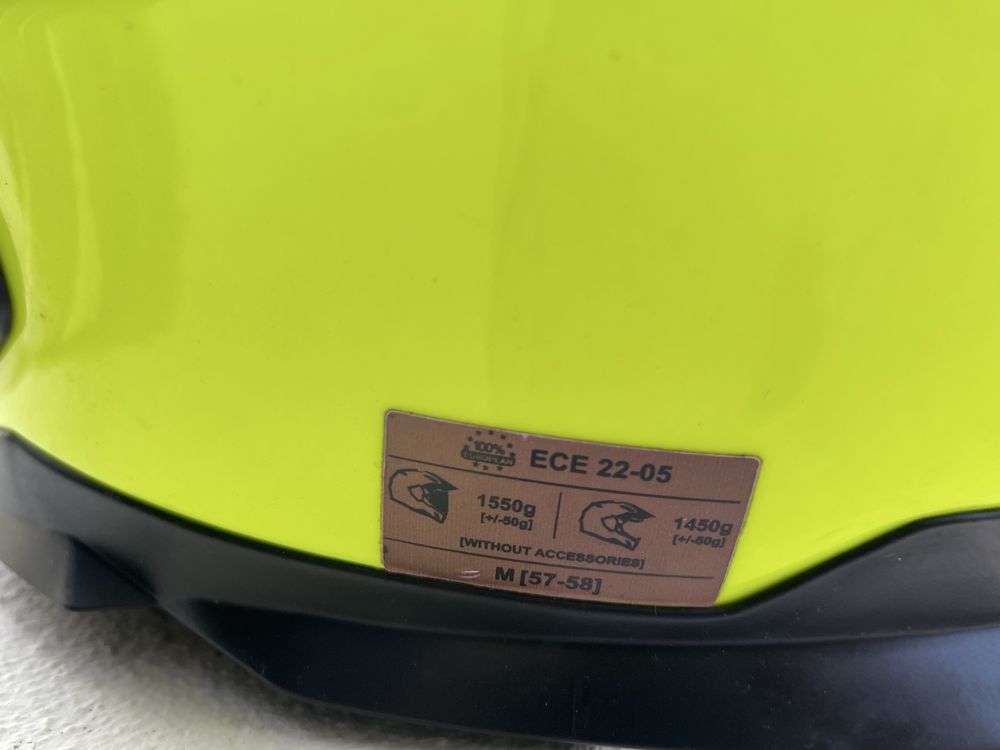 100%
EUROPEAN
ECE 22-05
1550g
[+/-50g]
1450g
[+/-50g]
[WITHOUT ACCESSORIES]
M [57-58]